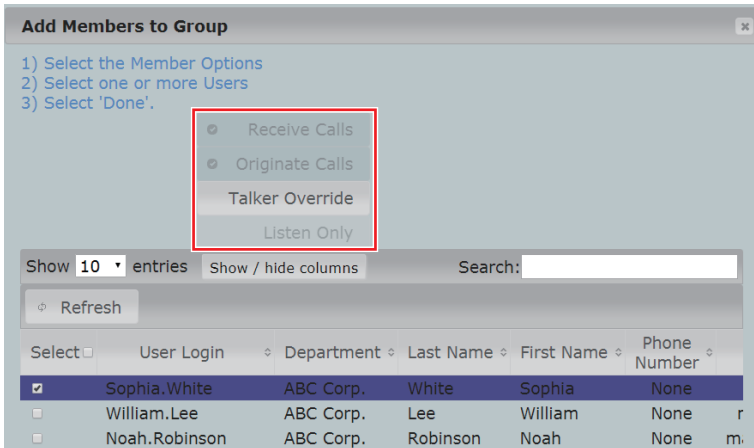 Add Members to Group
1) Select the Member Options
2) Select one or more Users
3) Select 'Done'.
Receive Calls
Originate Calls
Talker Override
Listen Only
Show 10 entries Show / hide columns Search:
Refresh
Select User Login Department Last Name First Name Phone Number
Sophia.White ABC Corp. White Sophia None
William.Lee ABC Corp. Lee William None r
Noah.Robinson ABC Corp. Robinson Noah None ma